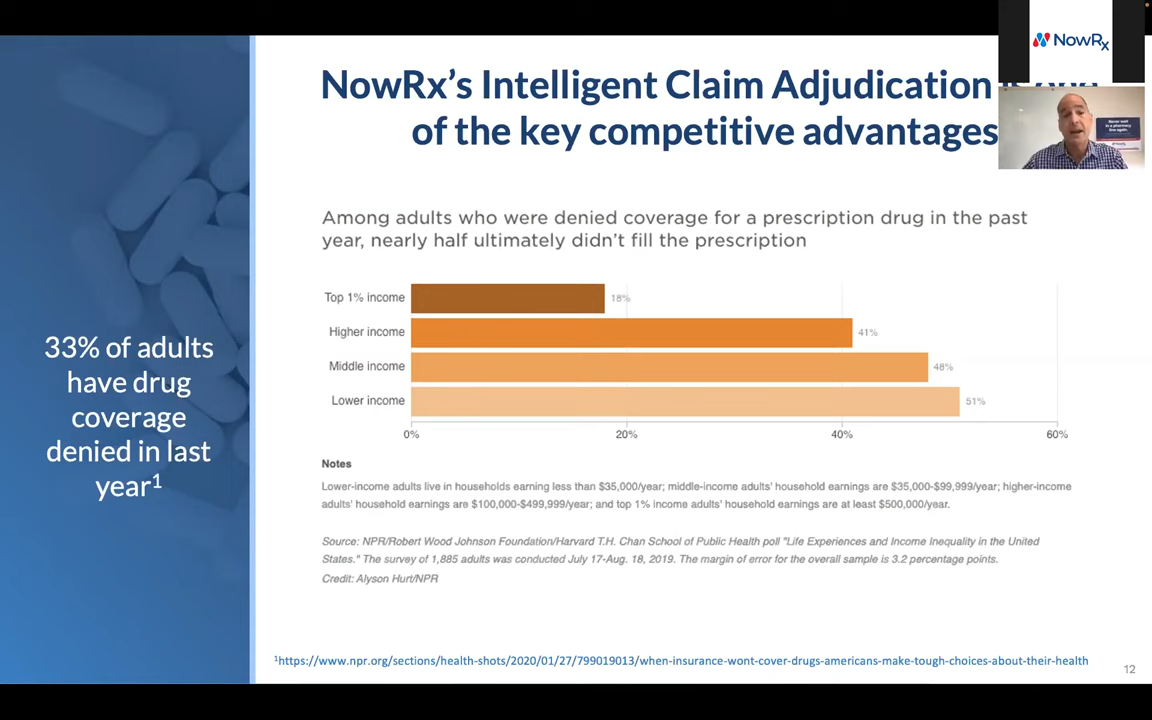 NowRx
NowRx's Intelligent Claim Adjudication
of the key competitive advantages
Never wait
in a pharmacy
line again.
Among adults who were denied coverage for a prescription drug in the past
year, nearly half ultimately didn't fill the prescription
Top 1% income 18%
Higher income 41%
Middle income 48%
Lower income 51%
0% 20% 40% 60%
33% of adults
have drug
coverage
denied in last
year¹
Notes
Lower-income adults live in households earning less than $35,000/year; middle-income adults' household earnings are $35,000-$99,999/year; higher-income
adults' household earnings are $100,000-$499,999/year; and top 1% income adults' household earnings are at least $500,000/year.
Source: NPR/Robert Wood Johnson Foundation/Harvard T.H. Chan School of Public Health poll "Life Experiences and Income Inequality in the United
States." The survey of 1,885 adults was conducted July 17-Aug. 18, 2019. The margin of error for the overall sample is 3.2 percentage points.
Credit: Alyson Hurt/NPR
¹https://www.npr.org/sections/health-shots/2020/01/27/799019013/when-insurance-wont-cover-drugs-americans-make-tough-choices-about-their-health
12